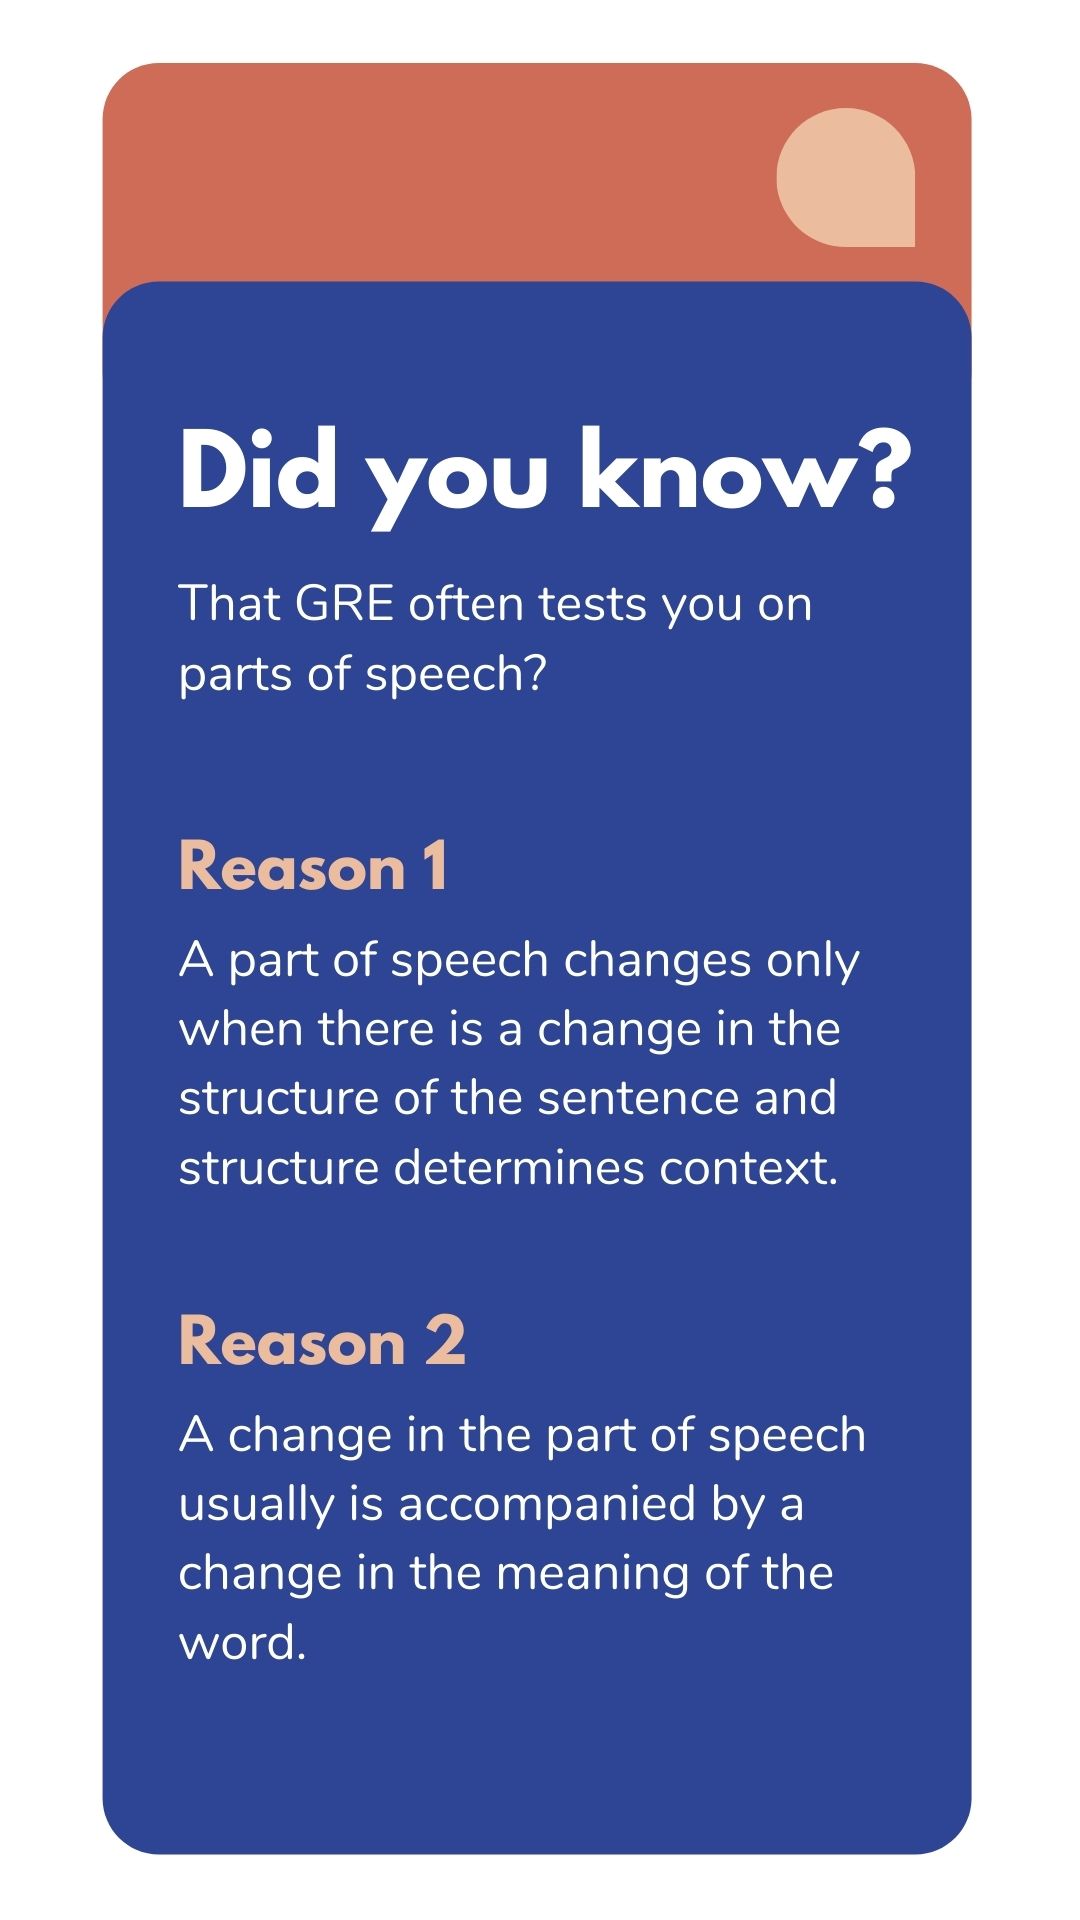 Did you know?
That GRE often tests you on
parts of speech?
Reason 1
A part of speech changes only
when there is a change in the
structure of the sentence and
structure determines context.
Reason 2
A change in the part of speech
usually is accompanied by a
change in the meaning of the
word.